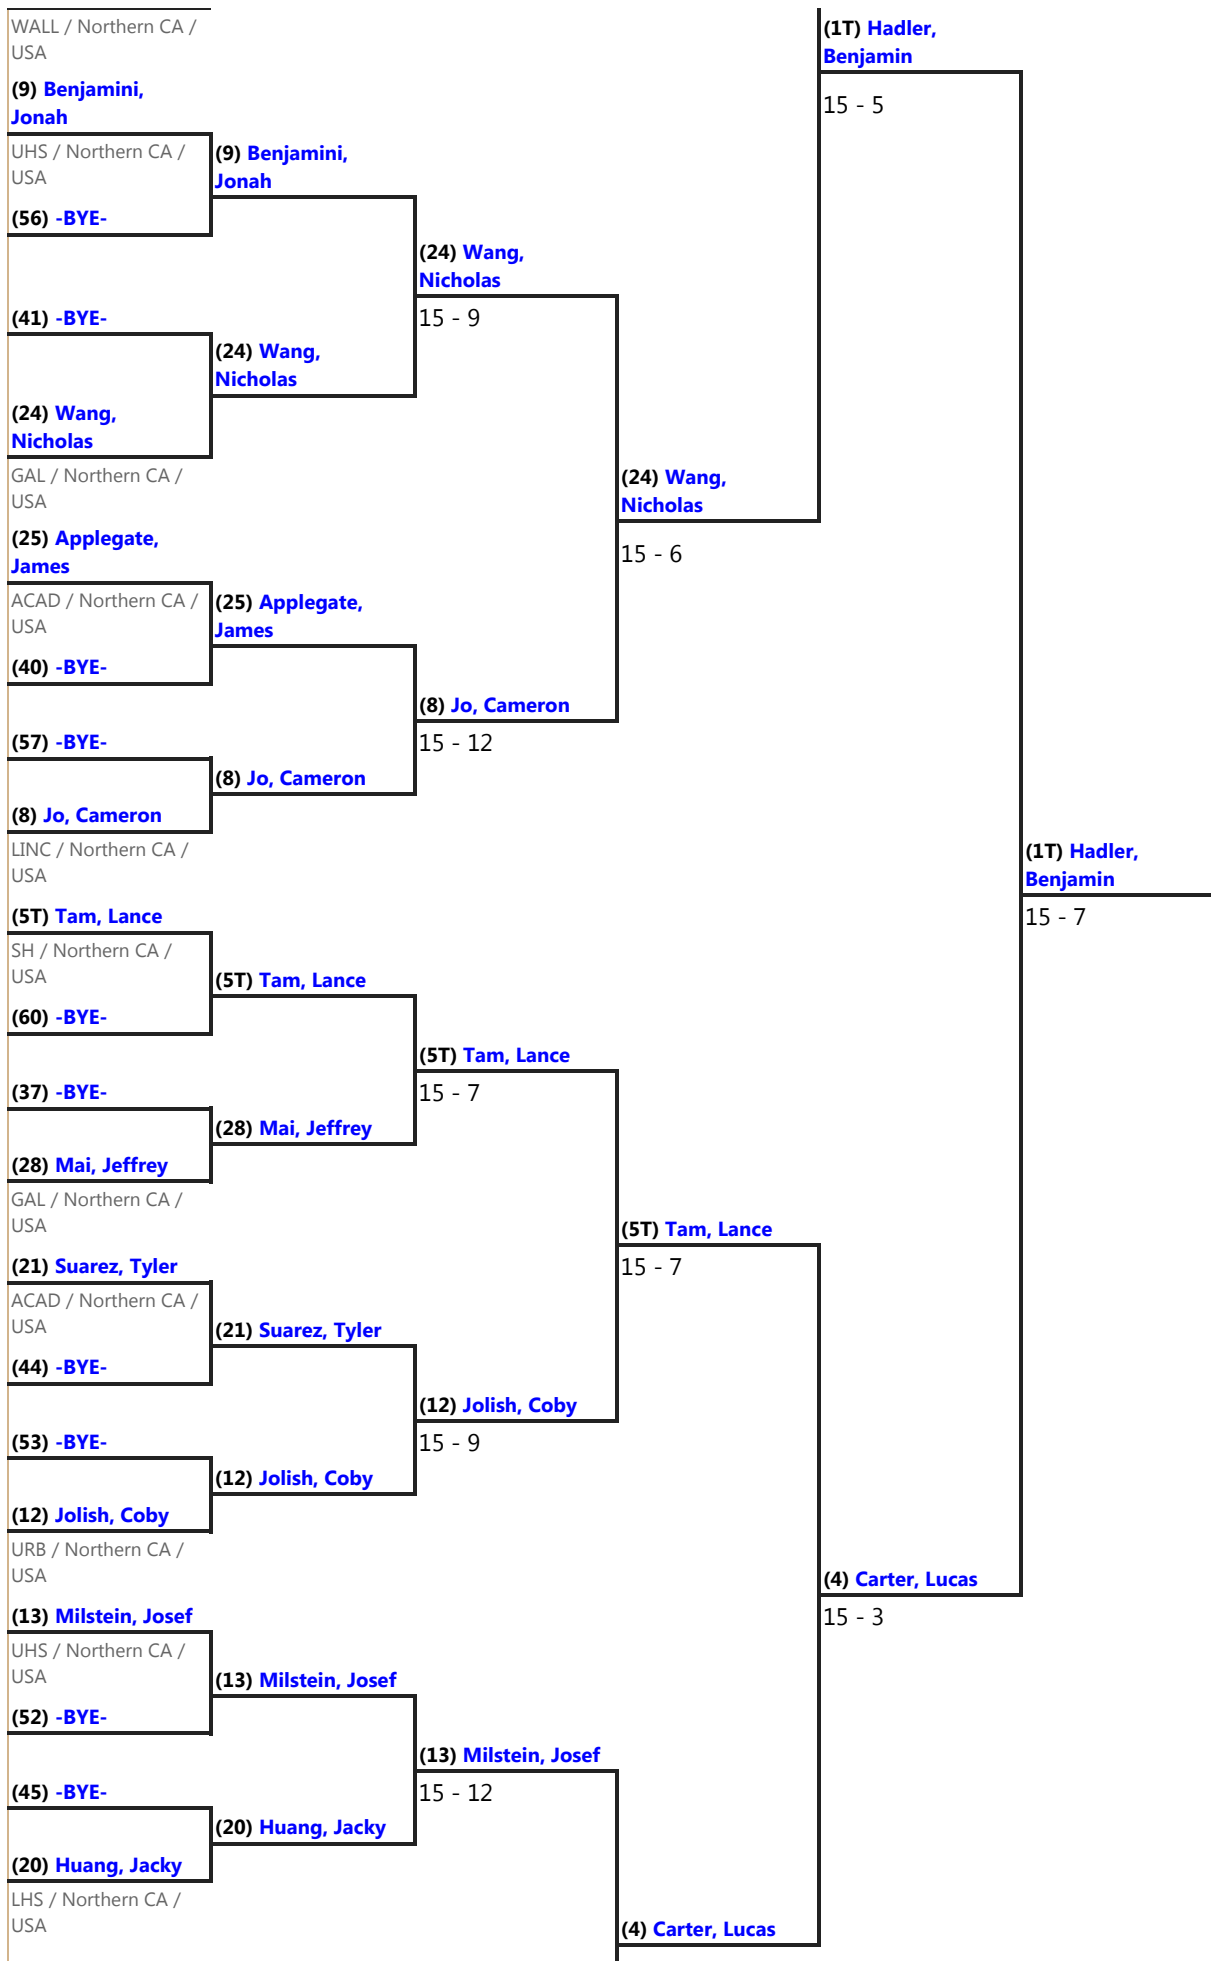 WALL / Northern CA /
USA
(9) Benjamini,
Jonah
UHS / Northern CA /
USA
(56) -BYE-
(41) -BYE-
(24) Wang,
Nicholas
GAL / Northern CA /
USA
(25) Applegate,
James
ACAD / Northern CA /
USA
(40) -BYE-
(57) -BYE-
(8) Jo, Cameron
LINC / Northern CA /
USA
(5T) Tam, Lance
SH / Northern CA /
USA
(60) -BYE-
(37) -BYE-
(28) Mai, Jeffrey
GAL / Northern CA /
USA
(21) Suarez, Tyler
ACAD / Northern CA /
USA
(44) -BYE-
(53) -BYE-
(12) Jolish, Coby
URB / Northern CA /
USA
(13) Milstein, Josef
UHS / Northern CA /
USA
(52) -BYE-
(45) -BYE-
(20) Huang, Jacky
LHS / Northern CA /
USA
(9) Benjamini,
Jonah
(24) Wang,
Nicholas
(25) Applegate,
James
(8) Jo, Cameron
(5T) Tam, Lance
(28) Mai, Jeffrey
(21) Suarez, Tyler
(12) Jolish, Coby
(13) Milstein, Josef
(20) Huang, Jacky
(24) Wang,
Nicholas
15 - 9
(8) Jo, Cameron
15 - 12
(5T) Tam, Lance
15 - 7
(12) Jolish, Coby
15 - 9
(13) Milstein, Josef
15 - 12
(24) Wang,
Nicholas
15 - 6
(5T) Tam, Lance
15 - 7
(4) Carter, Lucas
(1T) Hadler,
Benjamin
15 - 5
(4) Carter, Lucas
15 - 3
(1T) Hadler,
Benjamin
15 - 7